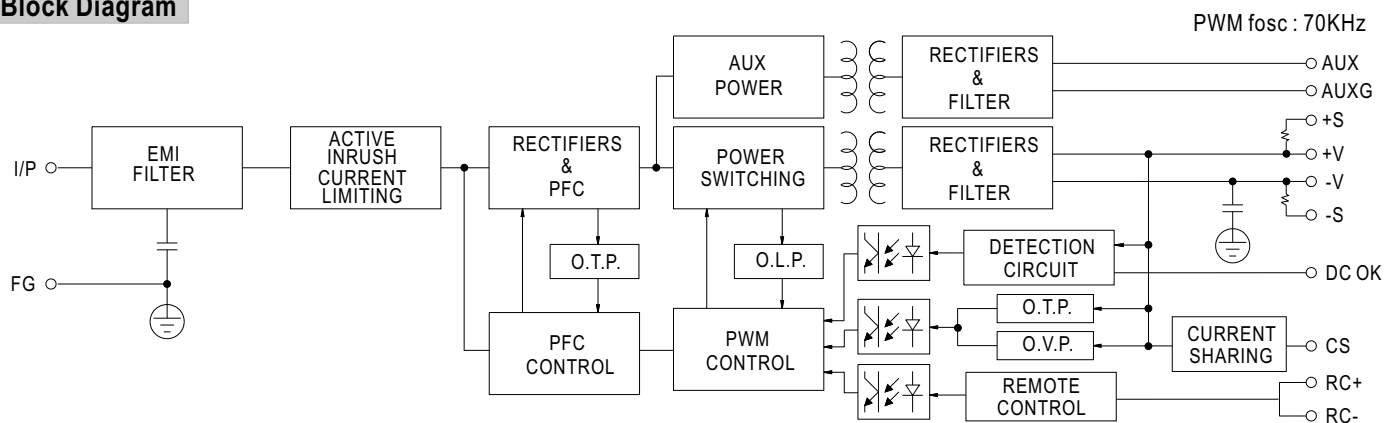 Block Diagram
PWM fosc : 70KHz
AUX
POWER
RECTIFIERS
&
FILTER
AUX
AUXG
I/P
EMI
FILTER
ACTIVE
INRUSH
CURRENT
LIMITING
RECTIFIERS
&
PFC
POWER
SWITCHING
RECTIFIERS
&
FILTER
+S
+V
-V
-S
FG
O.T.P.
O.L.P.
DETECTION
CIRCUIT
DC OK
PFC
CONTROL
PWM
CONTROL
O.T.P.
O.V.P.
CURRENT
SHARING
CS
REMOTE
CONTROL
RC+
RC-